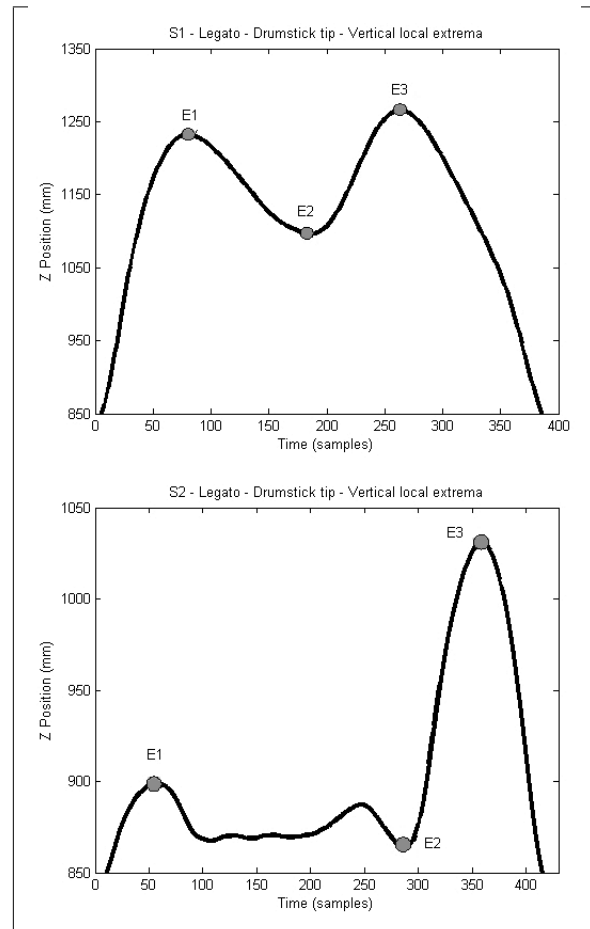 S1 - Legato - Drumstick tip - Vertical local extrema
1350
1250
1150
1050
950
850
Z Position (mm)
E1
E2
E3
0 50 100 150 200 250 300 350 400
Time (samples)
S2 - Legato - Drumstick tip - Vertical local extrema
1050
1000
950
900
850
Z Position (mm)
E1
E2
E3
0 50 100 150 200 250 300 350 400
Time (samples)